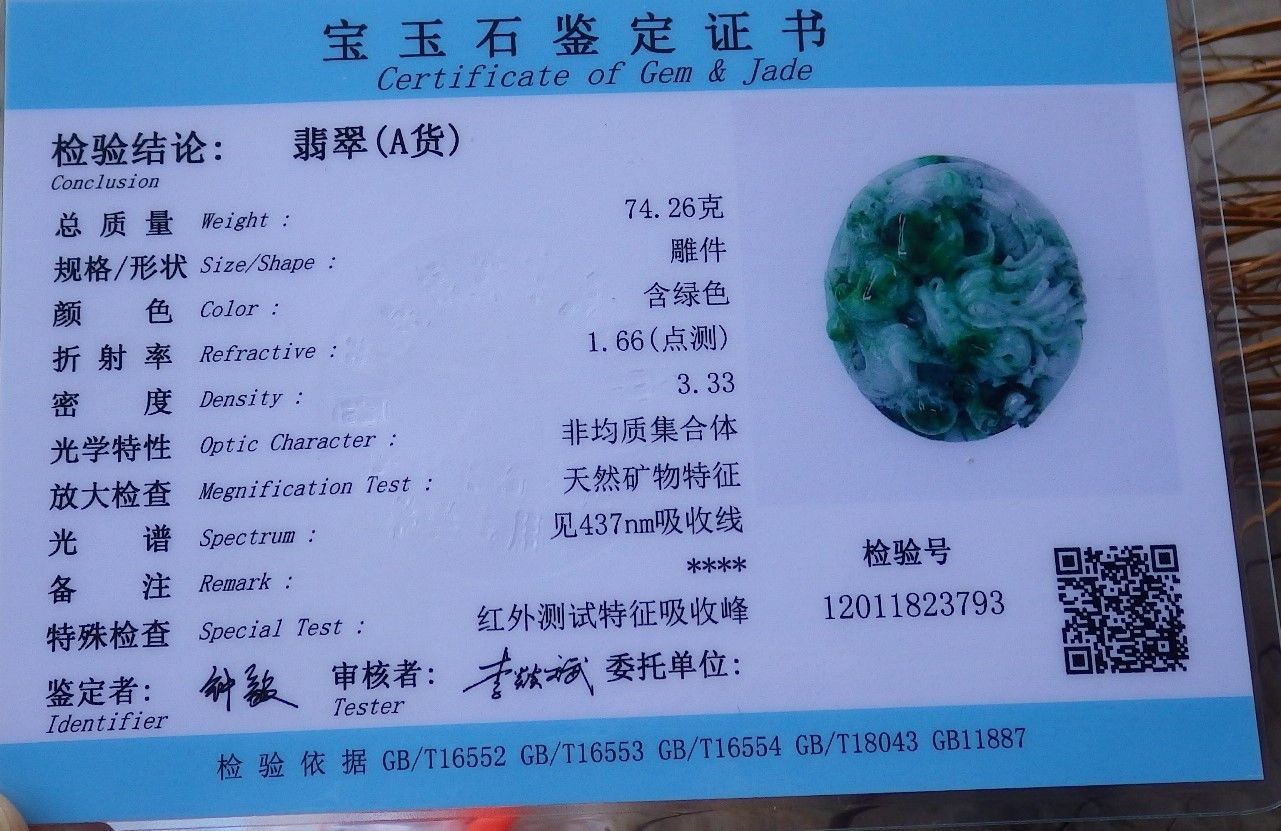 宝玉石鉴定证书
Certificate of Gem & Jade
检验结论: 翡翠(A货)
Conclusion
总质量 Weight : 74.26克
规格/形状 Size/Shape : 雕件
颜色 Color : 含绿色
折射率 Refractive : 1.66(点测)
密度 Density : 3.33
光学特性 Optic Character : 非均质集合体
放大检查 Megnification Test : 天然矿物特征
光谱 Spectrum : 见437nm吸收线
备注 Remark : ****
特殊检查 Special Test : 红外测试特征吸收峰
检验号
12011823793
鉴定者: 钟敏 审核者: 委托单位:
Identifier Tester
检验依据 GB/T16552 GB/T16553 GB/T16554 GB/T18043 GB11887